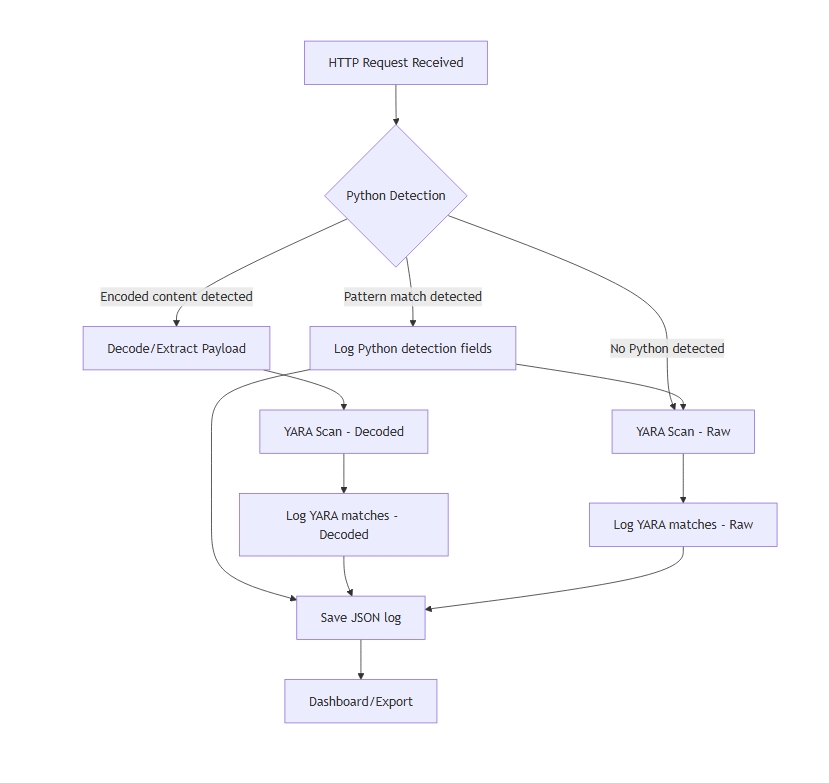 HTTP Request Received
Python Detection
Encoded content detected
Pattern match detected
No Python detected
Decode/Extract Payload
Log Python detection fields
YARA Scan - Decoded
YARA Scan - Raw
Log YARA matches -
Decoded
Log YARA matches - Raw
Save JSON log
Dashboard/Export